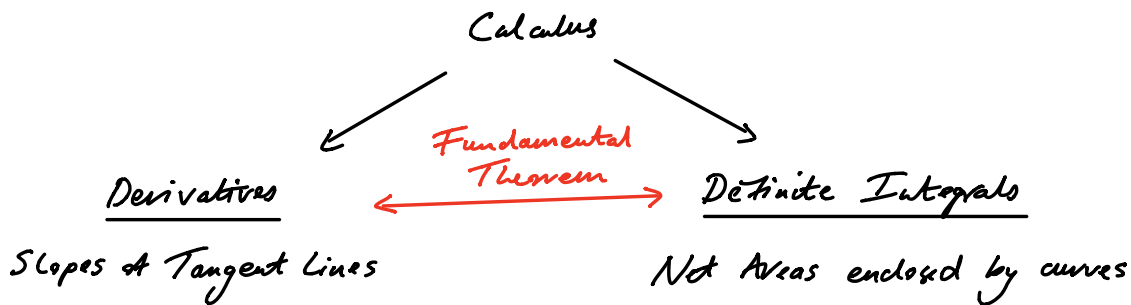 Calculus
Fundamental
Theorem
Derivatives
Definite Integrals
Slopes of Tangent Lines
Net Areas enclosed by curves